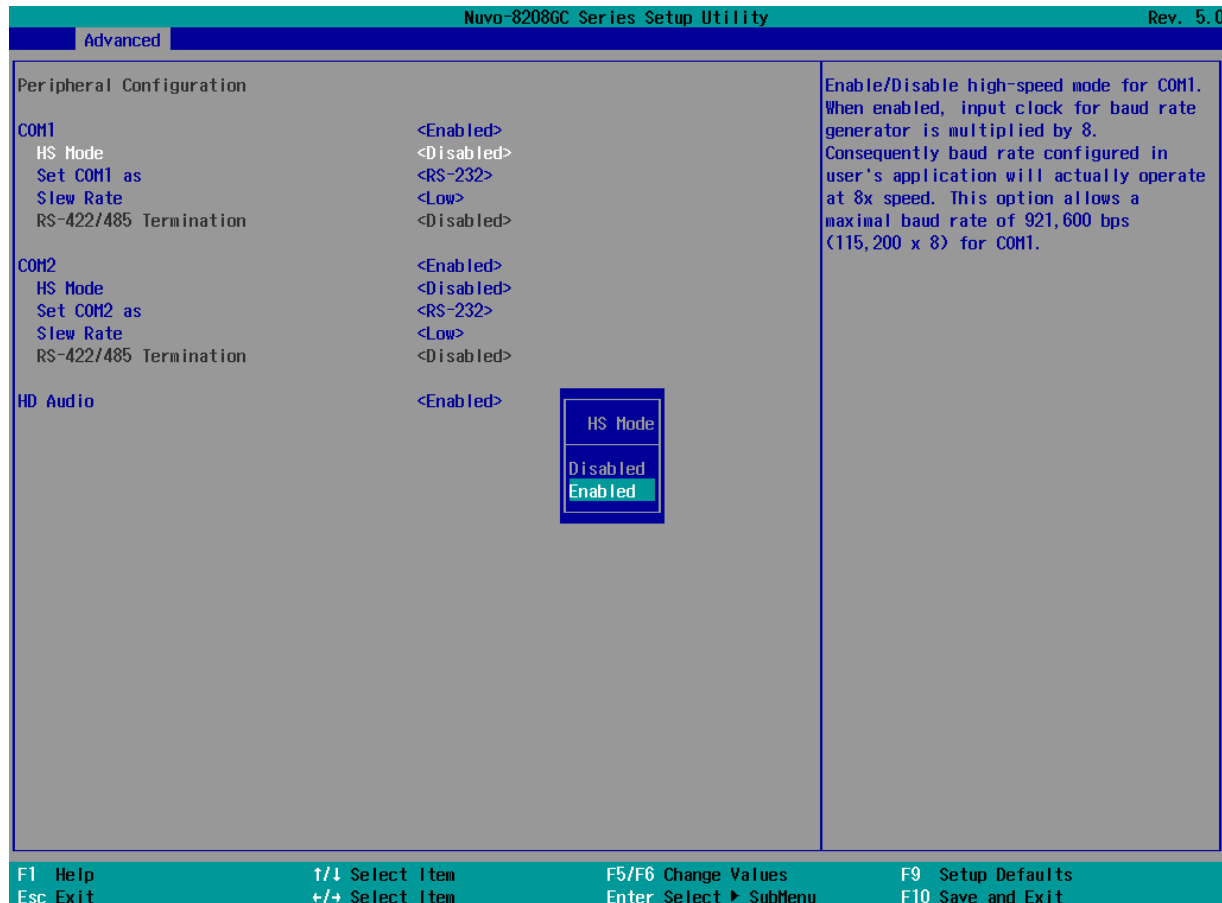 Nuvo-8208GC Series Setup Utility Rev. 5.0
Advanced
Peripheral Configuration
COM1 <Enabled>
HS Mode <Disabled>
Set COM1 as <RS-232>
Slew Rate <Low>
RS-422/485 Termination <Disabled>
COM2 <Enabled>
HS Mode <Disabled>
Set COM2 as <RS-232>
Slew Rate <Low>
RS-422/485 Termination <Disabled>
HD Audio <Enabled>
HS Mode
Disabled
Enabled
Enable/Disable high-speed mode for COM1.
When enabled, input clock for baud rate
generator is multiplied by 8.
Consequently baud rate configured in
user's application will actually operate
at 8x speed. This option allows a
maximal baud rate of 921,600 bps
(115,200 x 8) for COM1.
F1 Help ↑/↓ Select Item F5/F6 Change Values F9 Setup Defaults
Esc Exit ←/→ Select Item Enter Select ▶ SubMenu F10 Save and Exit